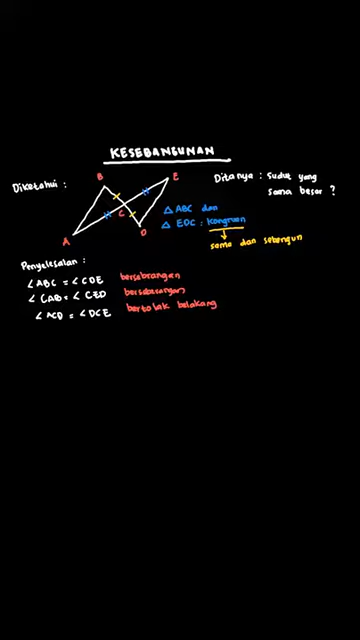 KESEBANGUNAN
Diketahui :
B
E
C
A
D
△ ABC dan
△ EDC : kongruen
sama dan sebangun
Ditanya : sudut yang
sama besar ?
Penyelesaian :
∠ ABC = ∠ CDE bersebrangan
∠ CAB = ∠ CED bersebrangan
∠ ACD = ∠ DCE bertolak belakang